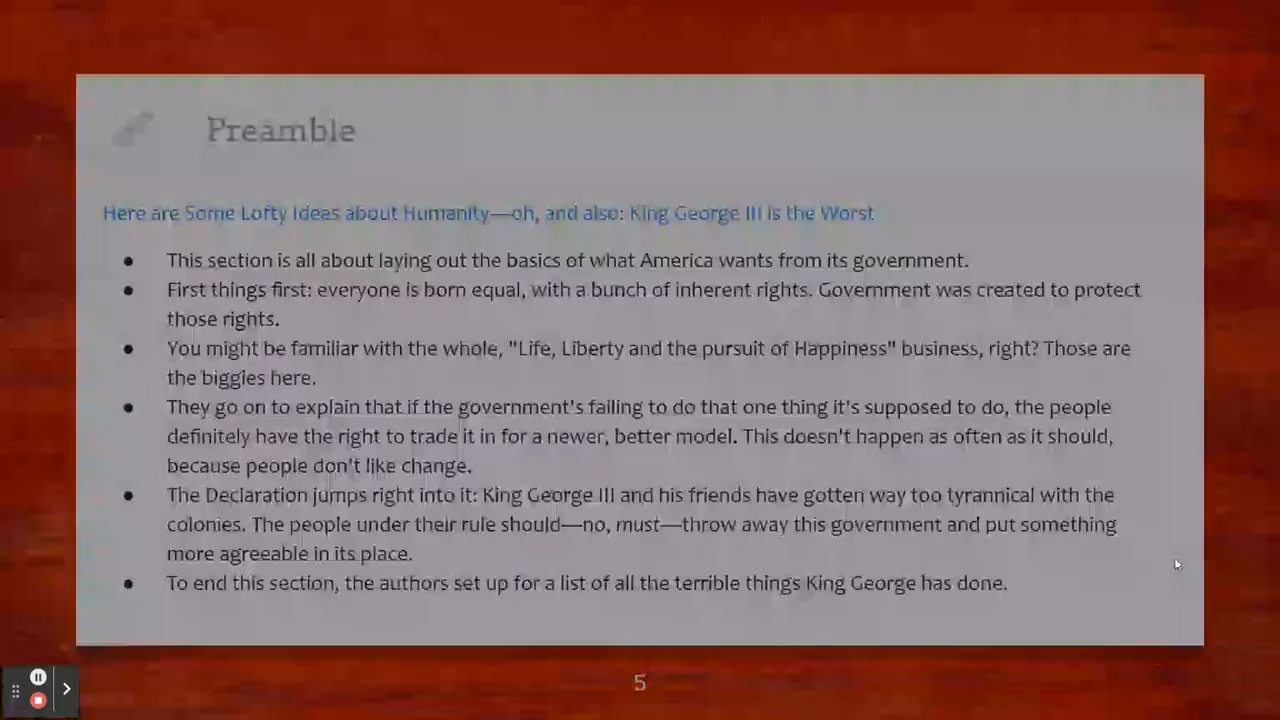 Preamble
Here are Some Lofty Ideas about Humanity—oh, and also: King George III is the Worst
● This section is all about laying out the basics of what America wants from its government.
● First things first: everyone is born equal, with a bunch of inherent rights. Government was created to protect
those rights.
● You might be familiar with the whole, "Life, Liberty and the pursuit of Happiness" business, right? Those are
the biggies here.
● They go on to explain that if the government's failing to do that one thing it's supposed to do, the people
definitely have the right to trade it in for a newer, better model. This doesn't happen as often as it should,
because people don't like change.
● The Declaration jumps right into it: King George III and his friends have gotten way too tyrannical with the
colonies. The people under their rule should—no, must—throw away this government and put something
more agreeable in its place.
● To end this section, the authors set up for a list of all the terrible things King George has done.
5